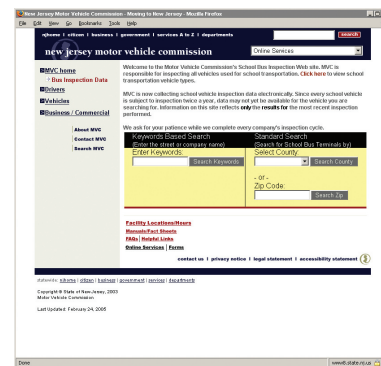 New Jersey Motor Vehicle Commission - Moving to New Jersey - Mozilla Firefox
File Edit View Go Bookmarks Tools Help
njhome | citizen | business | government | services A to Z | departments
search
new jersey motor vehicle commission
Online Services
MVC home
Bus Inspection Data
Drivers
Vehicles
Business / Commercial
About MVC
Contact MVC
Search MVC
Welcome to the Motor Vehicle Commission's School Bus Inspection Web site. MVC is
responsible for inspecting all vehicles used for school transportation. Click here to view school
transportation vehicle types.
MVC is now collecting school vehicle inspection data electronically. Since every school vehicle
is subject to inspection twice a year, data may not yet be available for the vehicle you are
searching for. Information on this site reflects only the results for the most recent inspection
performed.
We ask for your patience while we complete every company's inspection cycle.
Keywords Based Search
(Enter the street or company name)
Enter Keywords:
Search Keywords
Standard Search
(Search for School Bus Terminals by)
Select County:
Search County
- or -
Zip Code:
Search Zip
Facility Locations/Hours
Manuals/Fact Sheets
FAQs | Helpful Links
Online Services | Forms
contact us | privacy notice | legal statement | accessibility statement
statewide: njhome | citizen | business | government | services | departments
Copyright © State of New Jersey, 2003
Motor Vehicle Commission
Last Updated: February 24, 2005
Done
www6.state.nj.us